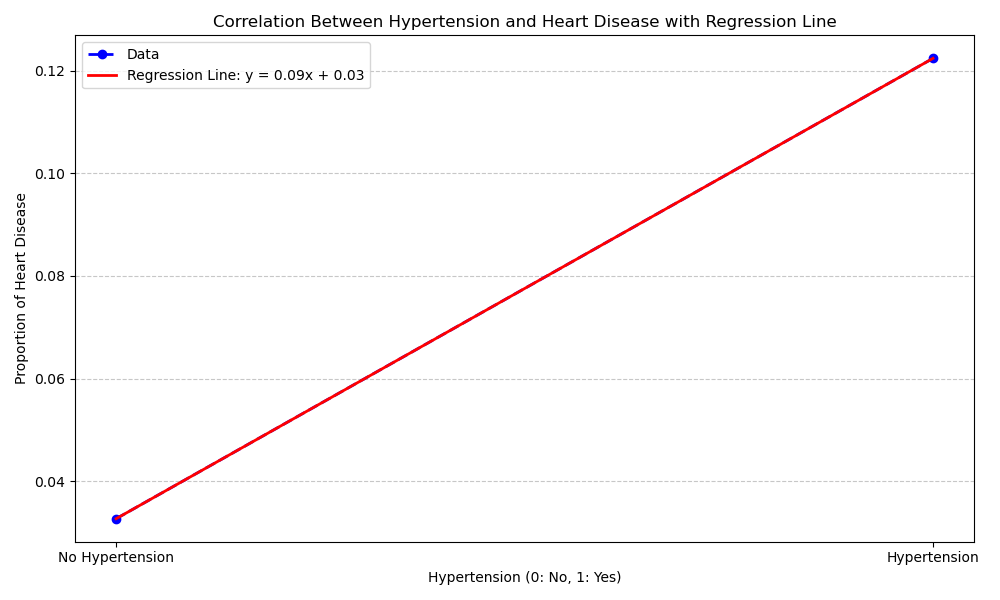 Correlation Between Hypertension and Heart Disease with Regression Line
Data
Regression Line: y = 0.09x + 0.03
Proportion of Heart Disease
0.12
0.10
0.08
0.06
0.04
No Hypertension
Hypertension
Hypertension (0: No, 1: Yes)